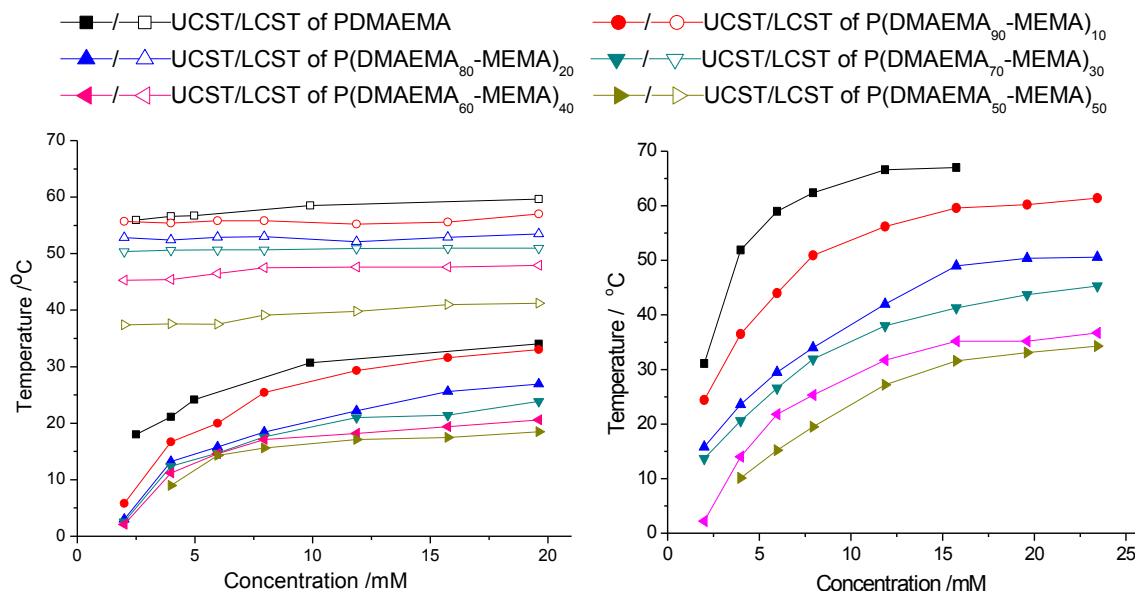 UCST/LCST of PDMAEMA
UCST/LCST of P(DMAEMA90-MEMA)10
UCST/LCST of P(DMAEMA80-MEMA)20
UCST/LCST of P(DMAEMA70-MEMA)30
UCST/LCST of P(DMAEMA60-MEMA)40
UCST/LCST of P(DMAEMA50-MEMA)50
70
60
50
40
30
20
10
0
Temperature /oC
0 5 10 15 20
Concentration /mM
70
60
50
40
30
20
10
0
Temperature / oC
0 5 10 15 20 25
Concentration /mM